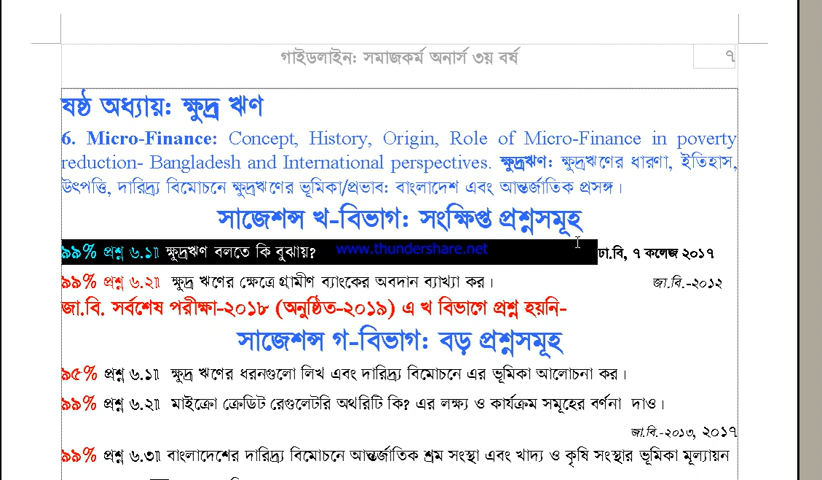 গাইডলাইন: সমাজকর্ম অনার্স ৩য় বর্ষ ৭
ষষ্ঠ অধ্যায়: ক্ষুদ্র ঋণ
6. Micro-Finance: Concept, History, Origin, Role of Micro-Finance in poverty
reduction- Bangladesh and International perspectives. ক্ষুদ্রঋণ: ক্ষুদ্রঋণের ধারণা, ইতিহাস,
উৎপত্তি, দারিদ্র্য বিমোচনে ক্ষুদ্রঋণের ভূমিকা/প্রভাব: বাংলাদেশ এবং আন্তর্জাতিক প্রসঙ্গ।
সাজেশন্স খ-বিভাগ: সংক্ষিপ্ত প্রশ্নসমূহ
৯৯% প্রশ্ন ৬.১॥ ক্ষুদ্রঋণ বলতে কি বুঝায়? www.thundershare.net ঢা.বি, ৭ কলেজ ২০১৭
৯৯% প্রশ্ন ৬.২॥ ক্ষুদ্র ঋণের ক্ষেত্রে গ্রামীণ ব্যাংকের অবদান ব্যাখ্যা কর। জা.বি.-২০১২
জা.বি. সর্বশেষ পরীক্ষা-২০১৮ (অনুষ্ঠিত-২০১৯) এ খ বিভাগে প্রশ্ন হয়নি-
সাজেশন্স গ-বিভাগ: বড় প্রশ্নসমূহ
৯৫% প্রশ্ন ৬.১॥ ক্ষুদ্র ঋণের ধরনগুলো লিখ এবং দারিদ্র্য বিমোচনে এর ভূমিকা আলোচনা কর।
৯৯% প্রশ্ন ৬.২॥ মাইক্রো ক্রেডিট রেগুলেটরি অথরিটি কি? এর লক্ষ্য ও কার্যক্রম সমূহের বর্ণনা দাও।
জা.বি.-২০১৩, ২০১৭
৯৯% প্রশ্ন ৬.৩॥ বাংলাদেশের দারিদ্র্য বিমোচনে আন্তর্জাতিক শ্রম সংস্থা এবং খাদ্য ও কৃষি সংস্থার ভূমিকা মূল্যায়ন